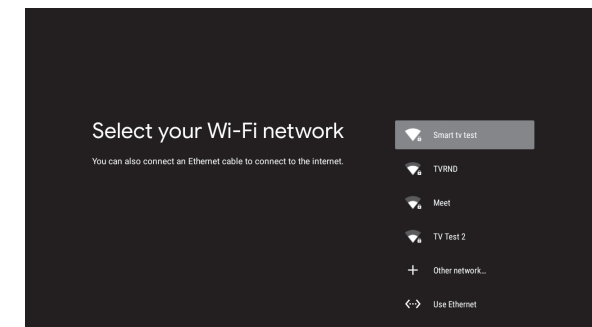 Select your Wi-Fi network
You can also connect an Ethernet cable to connect to the internet.
Smart tv test
TVRND
Meet
TV Test 2
Other network...
Use Ethernet